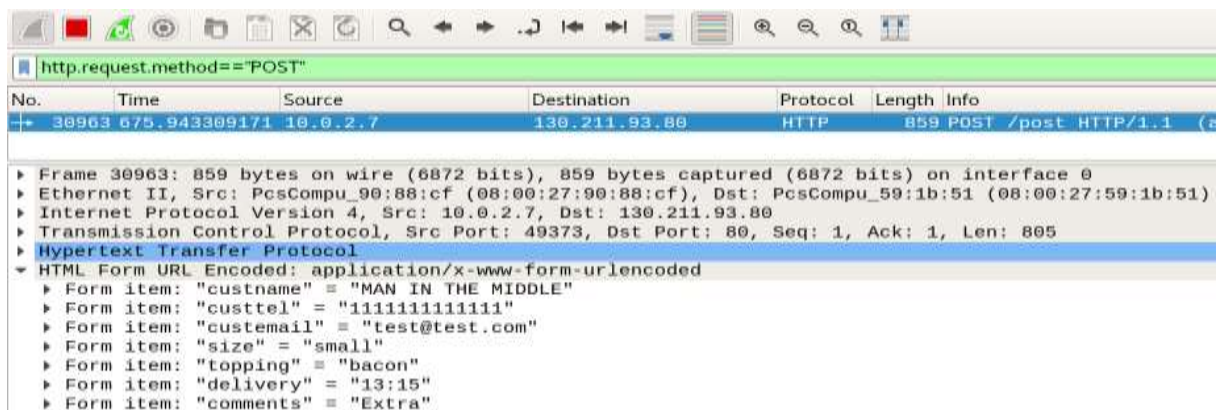 http.request.method=="POST"
No. Time Source Destination Protocol Length Info
30963 675.943309171 10.0.2.7 130.211.93.80 HTTP 859 POST /post HTTP/1.1 (a
Frame 30963: 859 bytes on wire (6872 bits), 859 bytes captured (6872 bits) on interface 0
Ethernet II, Src: PcsCompu_90:88:cf (08:00:27:90:88:cf), Dst: PcsCompu_59:1b:51 (08:00:27:59:1b:51)
Internet Protocol Version 4, Src: 10.0.2.7, Dst: 130.211.93.80
Transmission Control Protocol, Src Port: 49373, Dst Port: 80, Seq: 1, Ack: 1, Len: 805
Hypertext Transfer Protocol
HTML Form URL Encoded: application/x-www-form-urlencoded
Form item: "custname" = "MAN IN THE MIDDLE"
Form item: "custtel" = "1111111111111"
Form item: "custemail" = "test@test.com"
Form item: "size" = "small"
Form item: "topping" = "bacon"
Form item: "delivery" = "13:15"
Form item: "comments" = "Extra"